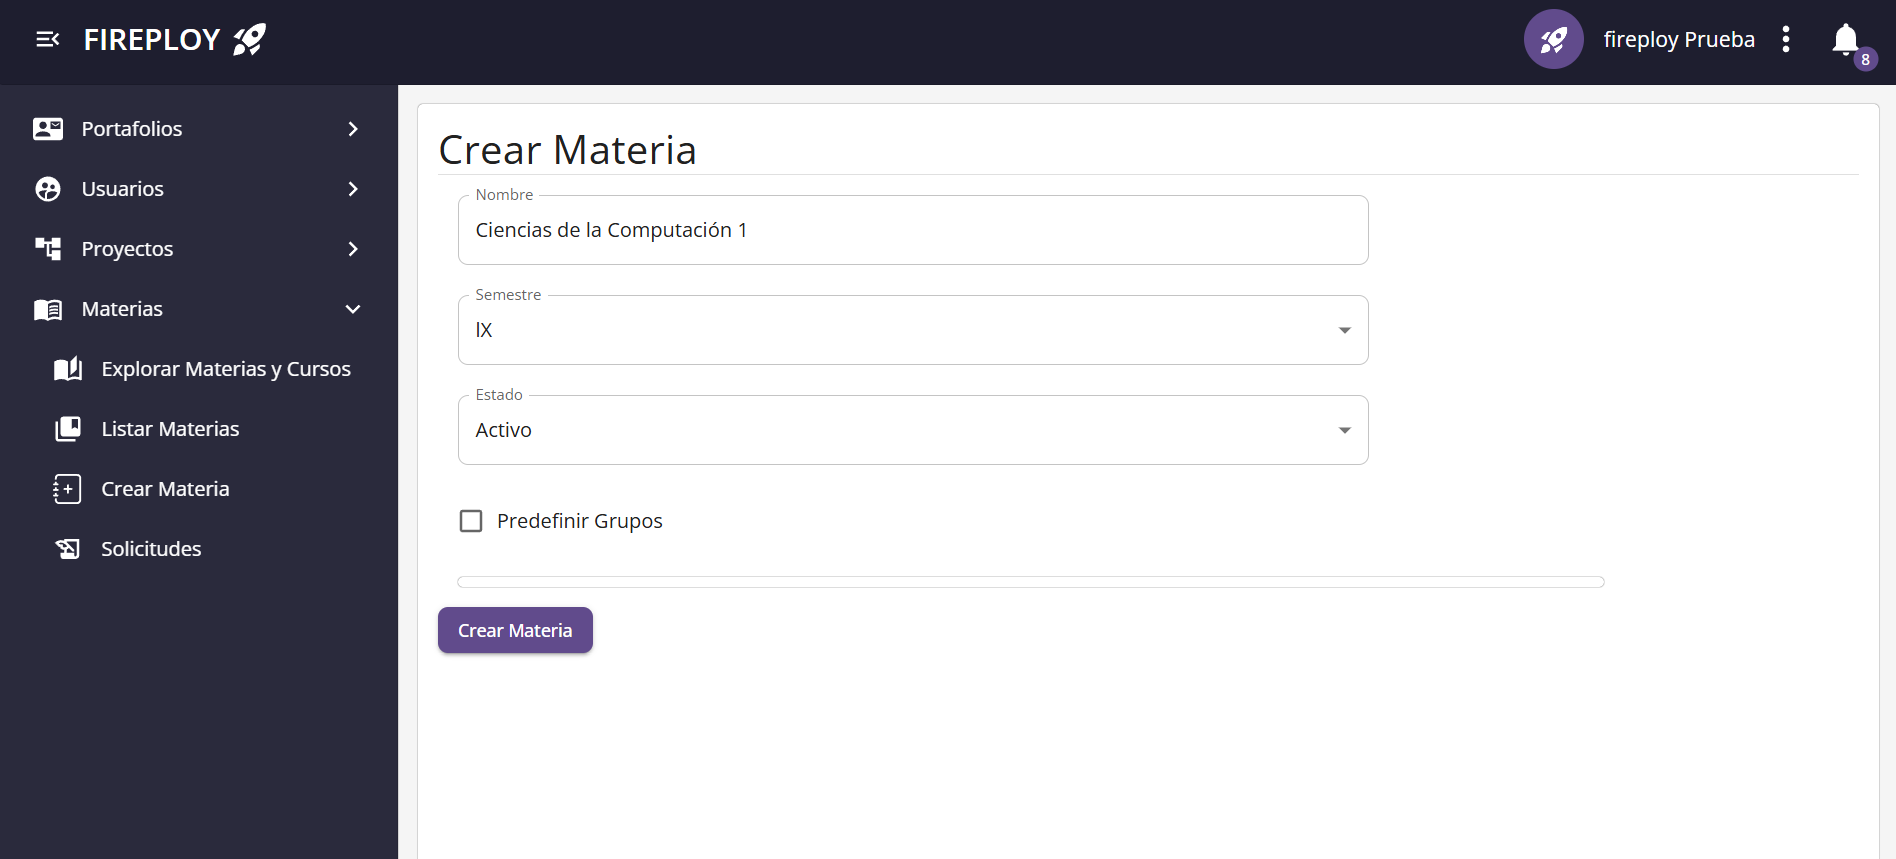 FIREPLOY
fireploy Prueba
8
Portafolios
Usuarios
Proyectos
Materias
Explorar Materias y Cursos
Listar Materias
Crear Materia
Solicitudes
Crear Materia
Nombre
Ciencias de la Computación 1
Semestre
IX
Estado
Activo
Predefinir Grupos
Crear Materia